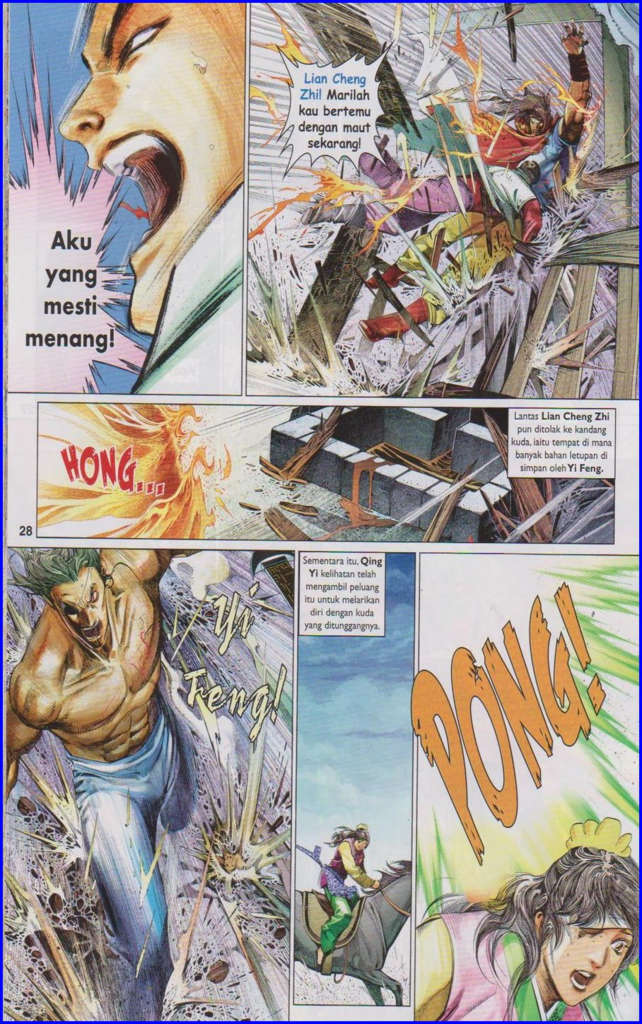 Aku
yang
mesti
menang!
Lian Cheng
Zhi! Marilah
kau bertemu
dengan maut
sekarang!
HONG...
Lantas Lian Cheng Zhi
pun ditolak ke kandang
kuda, iaitu tempat di mana
banyak bahan letupan di
simpan oleh Yi Feng.
28
Yi
Feng!
Sementara itu, Qing
Yi kelihatan telah
mengambil peluang
itu untuk melarikan
diri dengan kuda
yang ditunggangnya.
PONG!